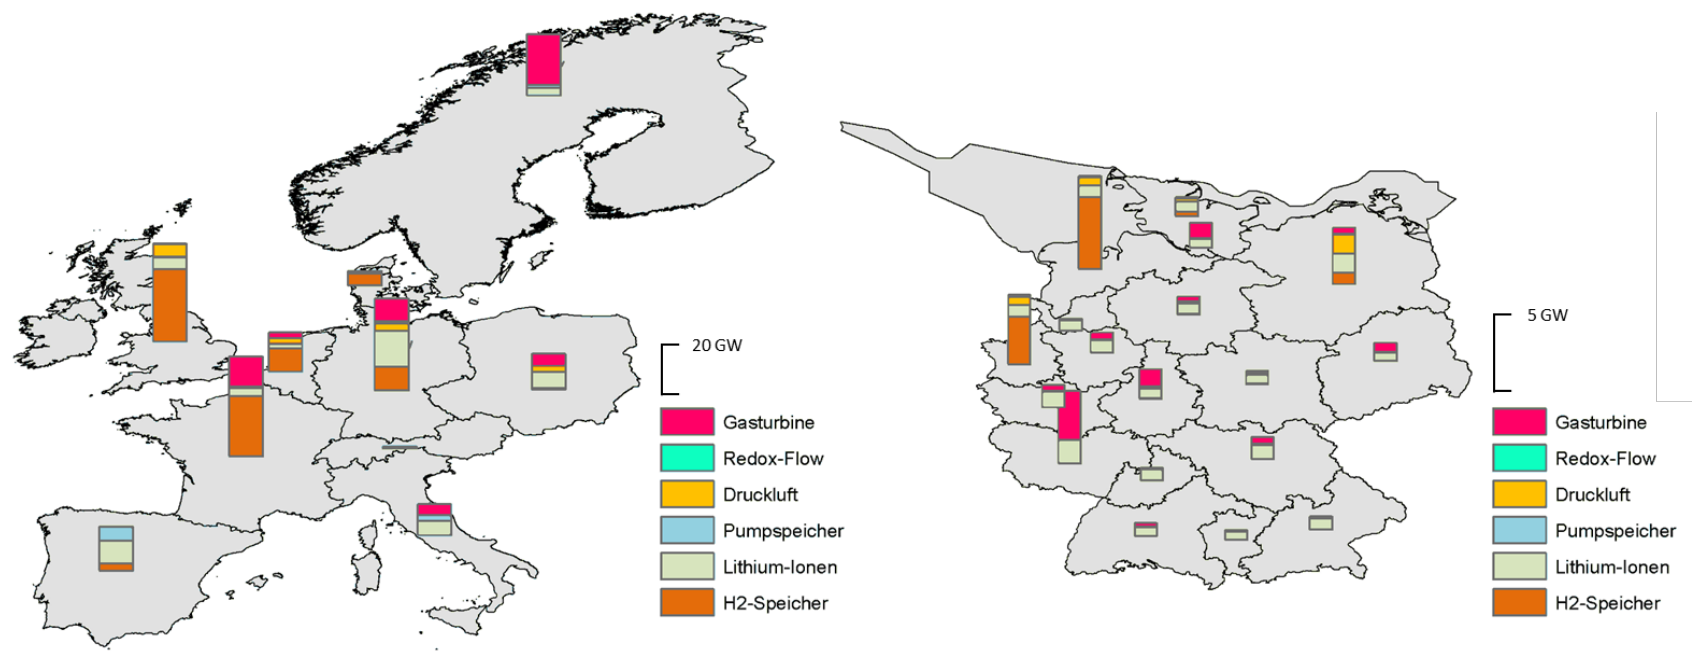 20 GW
Gasturbine
Redox-Flow
Druckluft
Pumpspeicher
Lithium-Ionen
H2-Speicher
5 GW
Gasturbine
Redox-Flow
Druckluft
Pumpspeicher
Lithium-Ionen
H2-Speicher